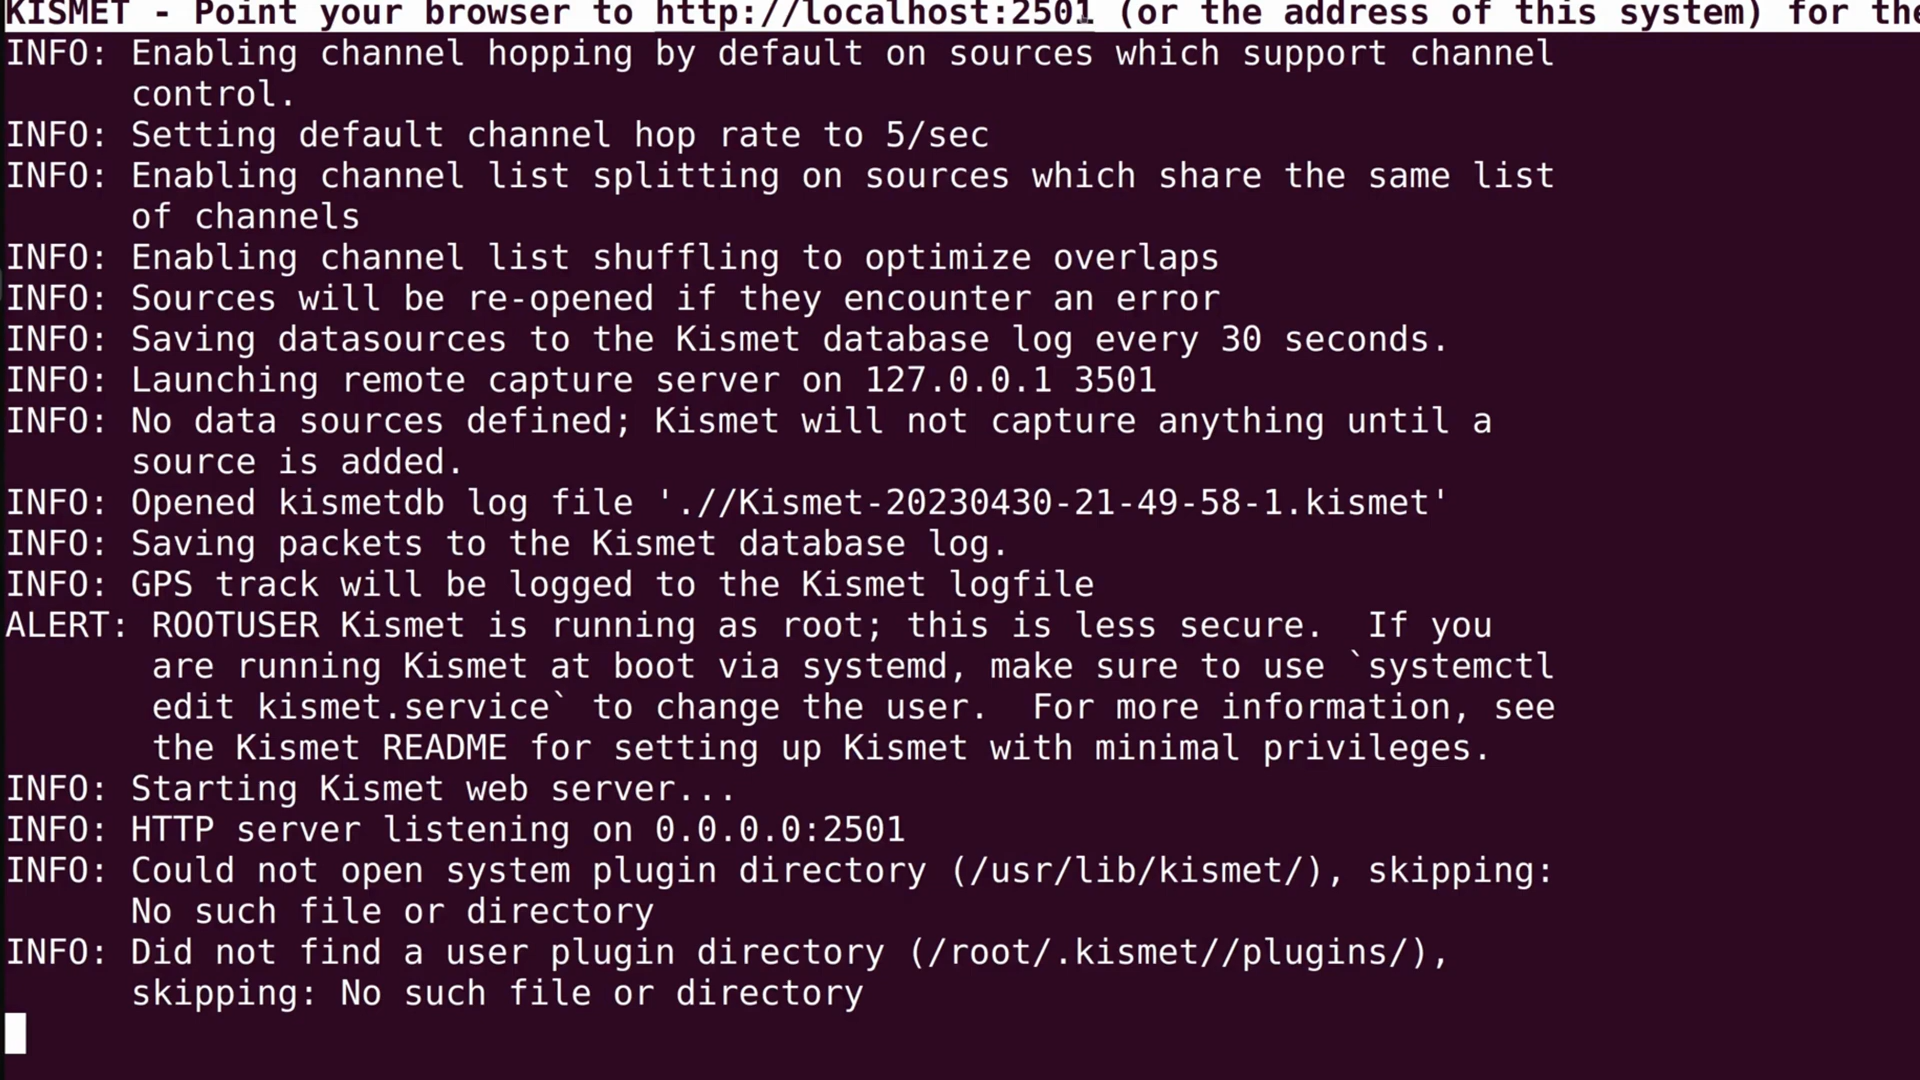 KISMET - Point your browser to http://localhost:2501 (or the address of this system) for the
INFO: Enabling channel hopping by default on sources which support channel
control.
INFO: Setting default channel hop rate to 5/sec
INFO: Enabling channel list splitting on sources which share the same list
of channels
INFO: Enabling channel list shuffling to optimize overlaps
INFO: Sources will be re-opened if they encounter an error
INFO: Saving datasources to the Kismet database log every 30 seconds.
INFO: Launching remote capture server on 127.0.0.1 3501
INFO: No data sources defined; Kismet will not capture anything until a
source is added.
INFO: Opened kismetdb log file './/Kismet-20230430-21-49-58-1.kismet'
INFO: Saving packets to the Kismet database log.
INFO: GPS track will be logged to the Kismet logfile
ALERT: ROOTUSER Kismet is running as root; this is less secure.  If you
are running Kismet at boot via systemd, make sure to use `systemctl
edit kismet.service` to change the user.  For more information, see
the Kismet README for setting up Kismet with minimal privileges.
INFO: Starting Kismet web server...
INFO: HTTP server listening on 0.0.0.0:2501
INFO: Could not open system plugin directory (/usr/lib/kismet/), skipping:
No such file or directory
INFO: Did not find a user plugin directory (/root/.kismet//plugins/),
skipping: No such file or directory